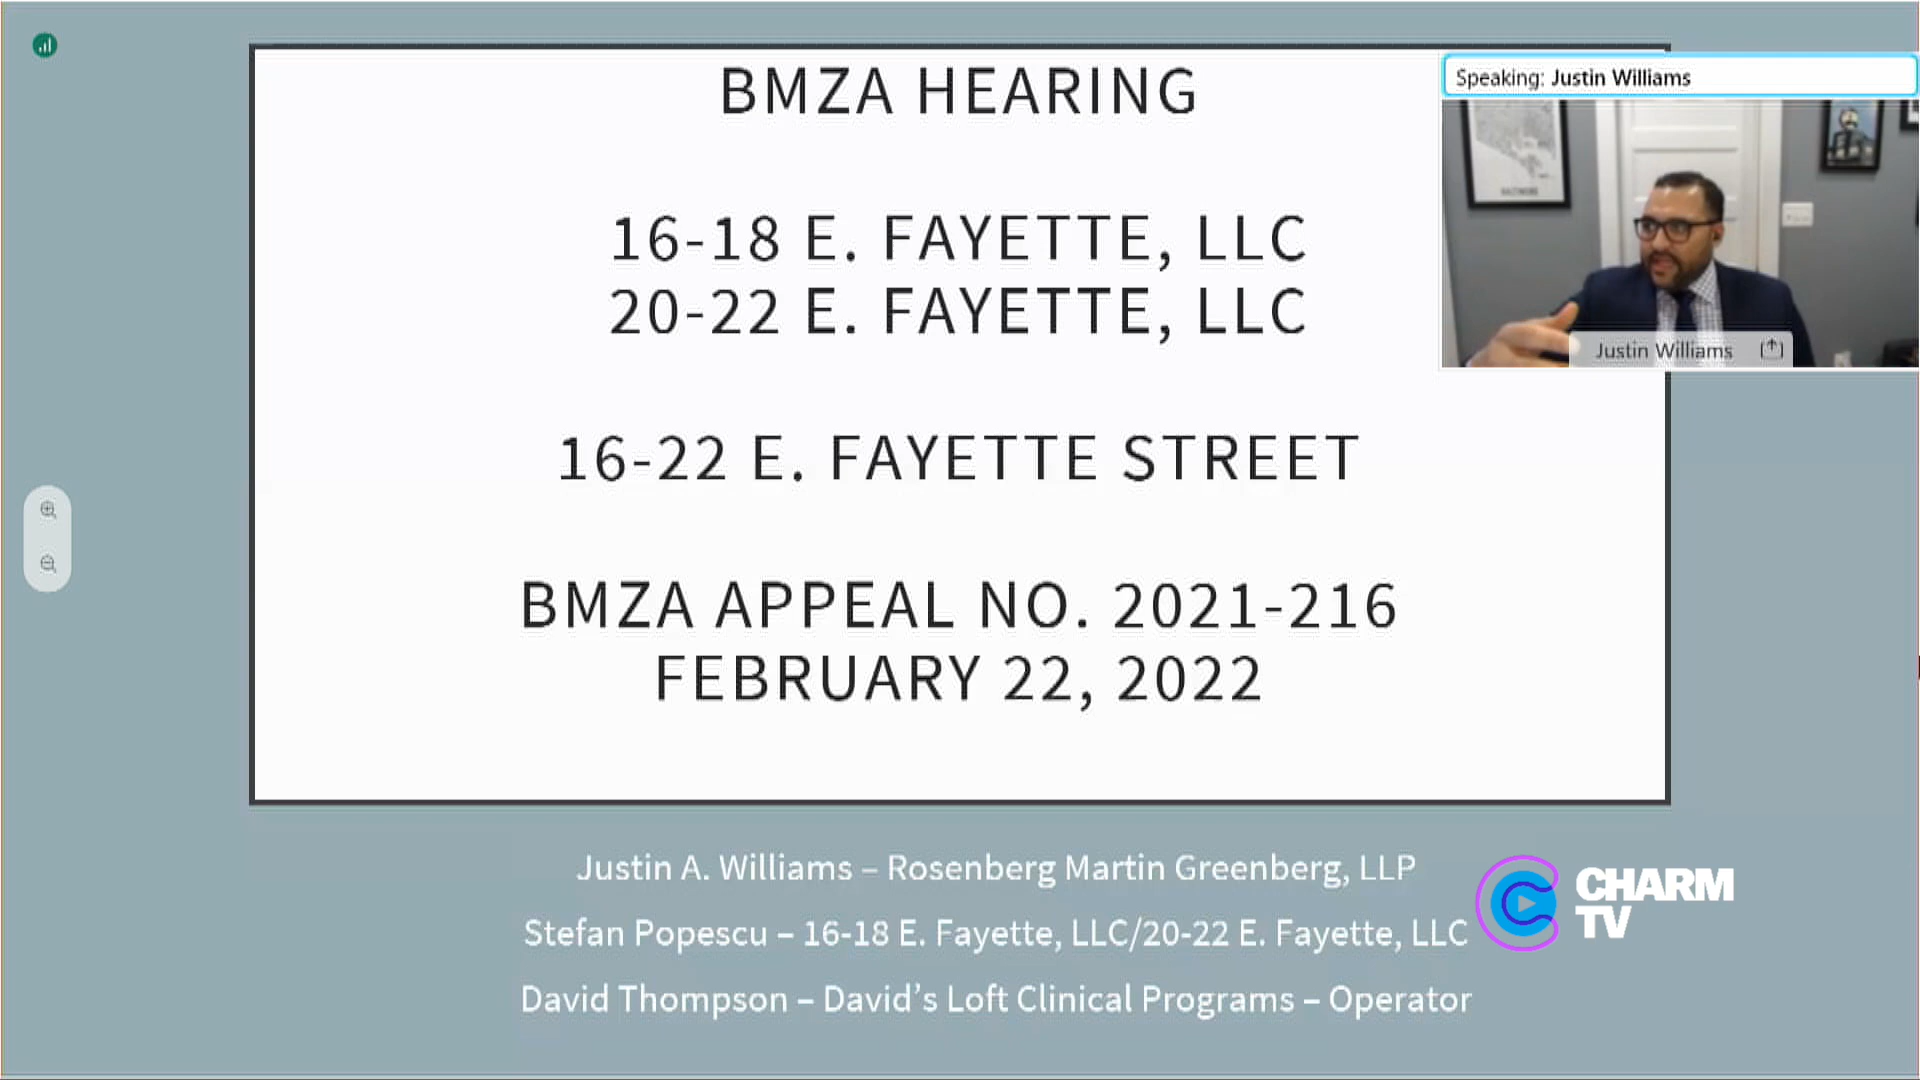 BMZA HEARING
16-18 E. FAYETTE, LLC
20-22 E. FAYETTE, LLC
16-22 E. FAYETTE STREET
BMZA APPEAL NO. 2021-216
FEBRUARY 22, 2022
Speaking: Justin Williams
BALTIMORE
Justin Williams
Justin A. Williams – Rosenberg Martin Greenberg, LLP
Stefan Popescu – 16-18 E. Fayette, LLC/20-22 E. Fayette, LLC
David Thompson – David’s Loft Clinical Programs – Operator
CHARM
TV